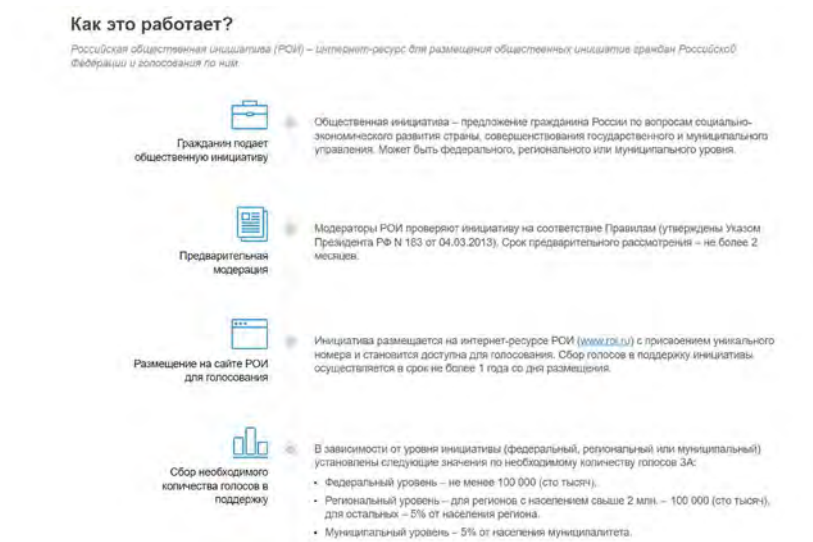 Как это работает?
Российская общественная инициатива (РОИ) – интернет-ресурс для размещения общественных инициатив граждан Российской
Федерации и голосования по ним.
Гражданин подает
общественную инициативу
Общественная инициатива – предложение гражданина России по вопросам социально-
экономического развития страны, совершенствования государственного и муниципального
управления. Может быть федерального, регионального или муниципального уровня.
Предварительная
модерация
Модераторы РОИ проверяют инициативу на соответствие Правилам (утверждены Указом
Президента РФ N 183 от 04.03.2013). Срок предварительного рассмотрения – не более 2
месяцев.
Размещение на сайте РОИ
для голосования
Инициатива размещается на интернет-ресурсе РОИ (www.roi.ru) с присвоением уникального
номера и становится доступна для голосования. Сбор голосов в поддержку инициативы
осуществляется в срок не более 1 года со дня размещения.
Сбор необходимого
количества голосов в
поддержку
В зависимости от уровня инициативы (федеральный, региональный или муниципальный)
установлены следующие значения по необходимому количеству голосов ЗА:
• Федеральный уровень – не менее 100 000 (сто тысяч).
• Региональный уровень – для регионов с населением свыше 2 млн. – 100 000 (сто тысяч),
для остальных – 5% от населения региона.
• Муниципальный уровень – 5% от населения муниципалитета.